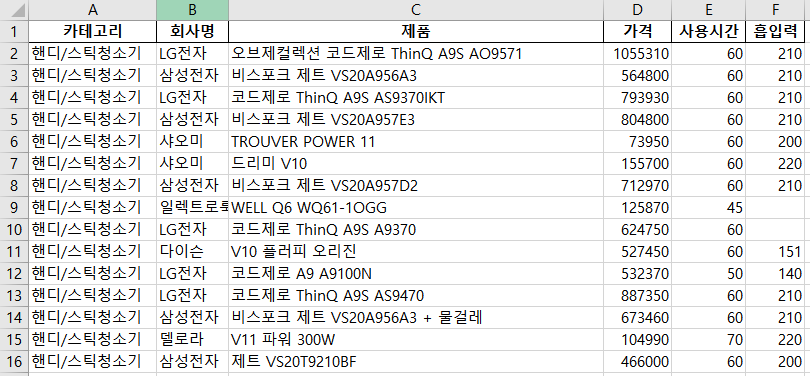 A B C D E F
1 카테고리 회사명 제품 가격 사용시간 흡입력
2 핸디/스틱청소기 LG전자 오브제컬렉션 코드제로 ThinQ A9S AO9571 1055310 60 210
3 핸디/스틱청소기 삼성전자 비스포크 제트 VS20A956A3 564800 60 210
4 핸디/스틱청소기 LG전자 코드제로 ThinQ A9S AS9370IKT 793930 60 210
5 핸디/스틱청소기 삼성전자 비스포크 제트 VS20A957E3 804800 60 210
6 핸디/스틱청소기 샤오미 TROUVER POWER 11 73950 60 200
7 핸디/스틱청소기 샤오미 드리미 V10 155700 60 220
8 핸디/스틱청소기 삼성전자 비스포크 제트 VS20A957D2 712970 60 210
9 핸디/스틱청소기 일렉트로룩 WELL Q6 WQ61-1OGG 125870 45
10 핸디/스틱청소기 LG전자 코드제로 ThinQ A9S A9370 624750 60
11 핸디/스틱청소기 다이슨 V10 플러피 오리진 527450 60 151
12 핸디/스틱청소기 LG전자 코드제로 A9 A9100N 532370 50 140
13 핸디/스틱청소기 LG전자 코드제로 ThinQ A9S AS9470 887350 60 210
14 핸디/스틱청소기 삼성전자 비스포크 제트 VS20A956A3 + 물걸레 673460 60 210
15 핸디/스틱청소기 델로라 V11 파워 300W 104990 70 220
16 핸디/스틱청소기 삼성전자 제트 VS20T9210BF 466000 60 200